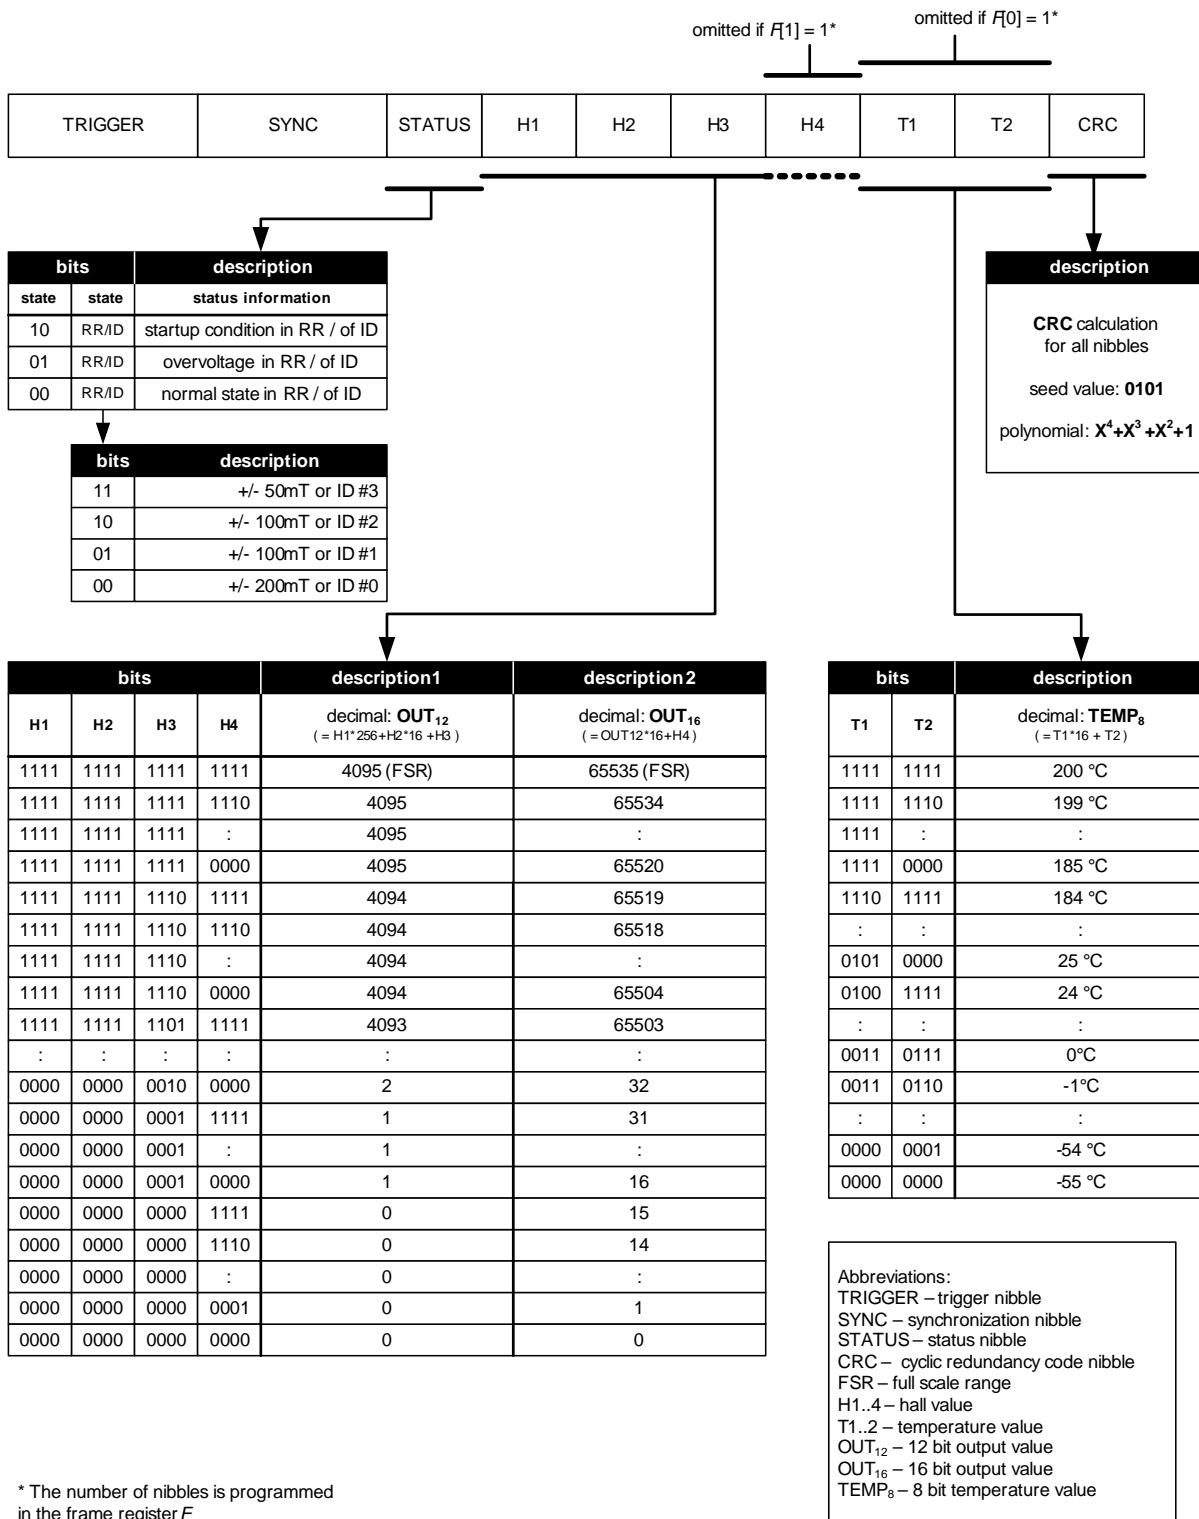 omitted if F[1] = 1*
omitted if F[0] = 1*
TRIGGER SYNC STATUS H1 H2 H3 H4 T1 T2 CRC
bits description
state state status information
10 RR/ID startup condition in RR / of ID
01 RR/ID overvoltage in RR / of ID
00 RR/ID normal state in RR / of ID
bits description
11 +/- 50mT or ID #3
10 +/- 100mT or ID #2
01 +/- 100mT or ID #1
00 +/- 200mT or ID #0
description
CRC calculation
for all nibbles
seed value: 0101
polynomial: X⁴+X³+X²+1
bits description1 description 2
H1 H2 H3 H4 decimal: OUT₁₂ decimal: OUT₁₆
( = H1*256+H2*16 +H3 ) ( = OUT12*16+H4 )
1111 1111 1111 1111 4095 (FSR) 65535 (FSR)
1111 1111 1111 1110 4095 65534
1111 1111 1111 : 4095 :
1111 1111 1111 0000 4095 65520
1111 1111 1110 1111 4094 65519
1111 1111 1110 1110 4094 65518
1111 1111 1110 : 4094 :
1111 1111 1110 0000 4094 65504
1111 1111 1101 1111 4093 65503
: : : : : :
0000 0000 0010 0000 2 32
0000 0000 0001 1111 1 31
0000 0000 0001 : 1 :
0000 0000 0001 0000 1 16
0000 0000 0000 1111 0 15
0000 0000 0000 1110 0 14
0000 0000 0000 : 0 :
0000 0000 0000 0001 0 1
0000 0000 0000 0000 0 0
bits description
T1 T2 decimal: TEMP₈
( = T1*16 + T2 )
1111 1111 200 °C
1111 1110 199 °C
1111 : :
1111 0000 185 °C
1110 1111 184 °C
: : :
0101 0000 25 °C
0100 1111 24 °C
: : :
0011 0111 0°C
0011 0110 -1°C
: : :
0000 0001 -54 °C
0000 0000 -55 °C
Abbreviations:
TRIGGER – trigger nibble
SYNC – synchronization nibble
STATUS – status nibble
CRC – cyclic redundancy code nibble
FSR – full scale range
H1..4 – hall value
T1..2 – temperature value
OUT₁₂ – 12 bit output value
OUT₁₆ – 16 bit output value
TEMP₈ – 8 bit temperature value
* The number of nibbles is programmed
in the frame register F